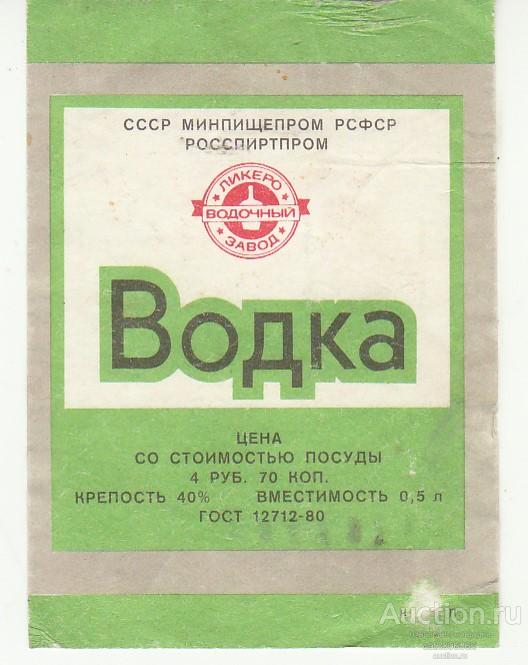 СССР МИНПИЩЕПРОМ РСФСР
РОССПИРТПРОМ
ЛИКЕРО
ВОДОЧНЫЙ
ЗАВОД
Водка
ЦЕНА
СО СТОИМОСТЬЮ ПОСУДЫ
4 РУБ. 70 КОП.
КРЕПОСТЬ 40% ВМЕСТИМОСТЬ 0,5 л
ГОСТ 12712-80
Auction.ru